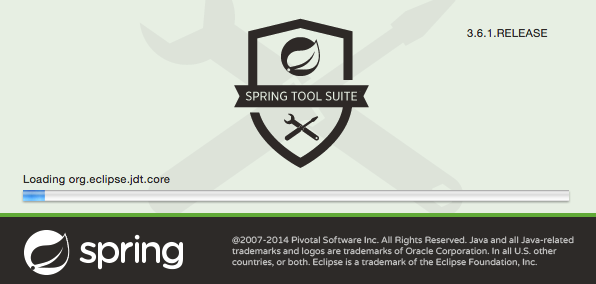 3.6.1.RELEASE
SPRING TOOL SUITE
Loading org.eclipse.jdt.core
spring
@2007-2014 Pivotal Software Inc. All Rights Reserved. Java and all Java-related
trademarks and logos are trademarks of Oracle Corporation. In all U.S. other
countries, or both. Eclipse is a trademark of the Eclipse Foundation, Inc.